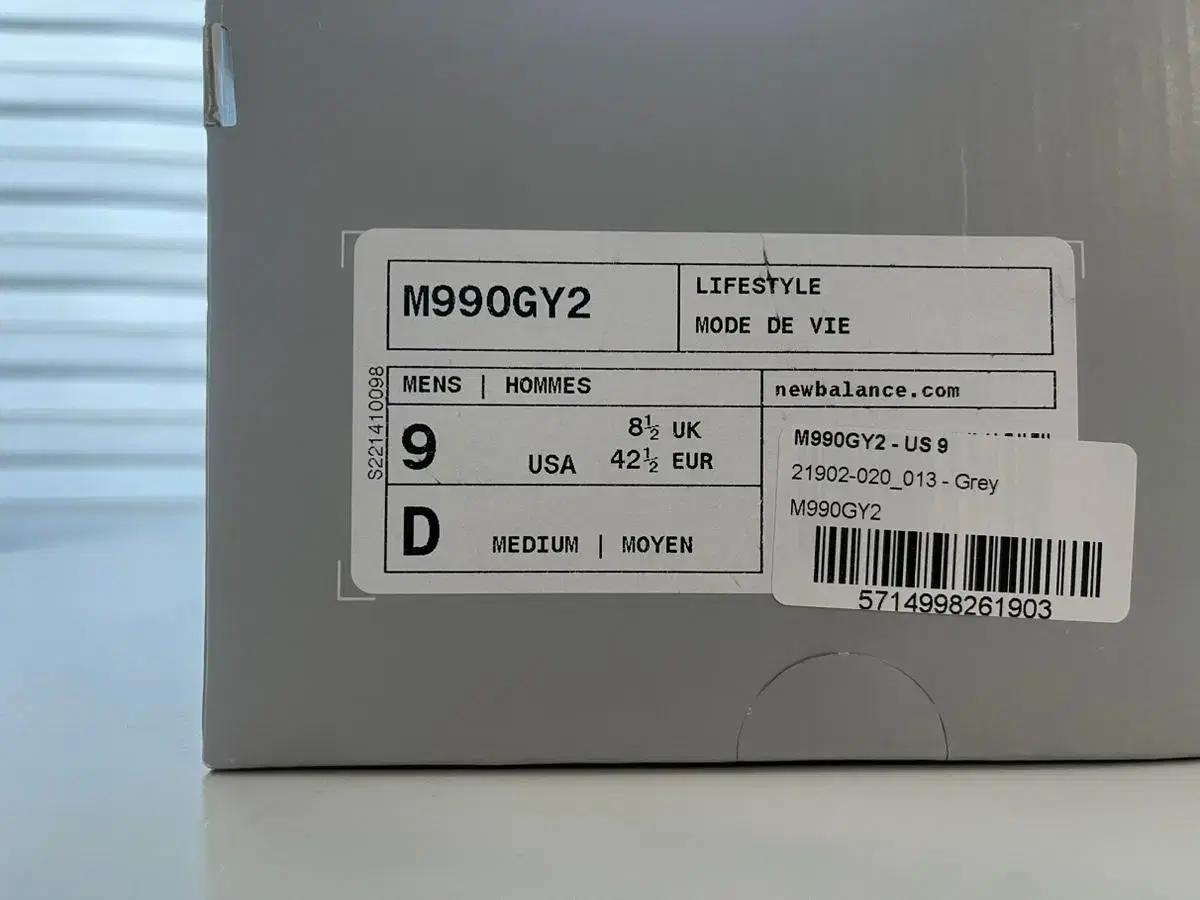 M990GY2
LIFESTYLE
MODE DE VIE
S221410098
MENS | HOMMES
newbalance.com
9
USA
8½ UK
42½ EUR
D
MEDIUM | MOYEN
M990GY2 - US 9
21902-020_013 - Grey
M990GY2
5714998261903